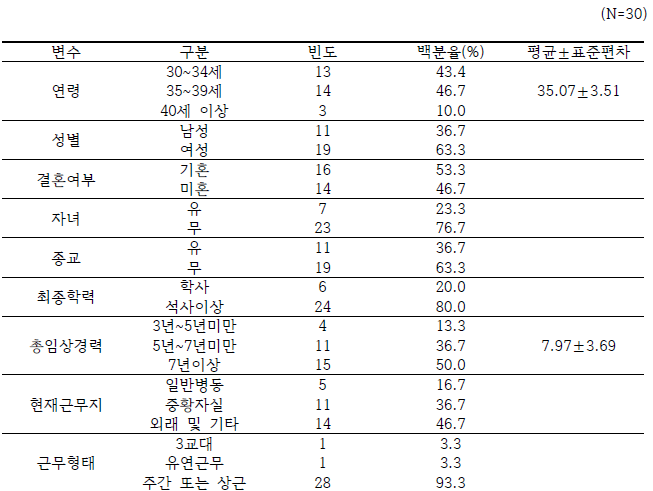 (N=30)
변수 구분 빈도 백분율(%) 평균±표준편차
30~34세 13 43.4
연령 35~39세 14 46.7 35.07±3.51
40세 이상 3 10.0
성별 남성 11 36.7
여성 19 63.3
결혼여부 기혼 16 53.3
미혼 14 46.7
자녀 유 7 23.3
무 23 76.7
종교 유 11 36.7
무 19 63.3
최종학력 학사 6 20.0
석사이상 24 80.0
3년~5년미만 4 13.3
총임상경력 5년~7년미만 11 36.7 7.97±3.69
7년이상 15 50.0
일반병동 5 16.7
현재근무지 중황자실 11 36.7
외래 및 기타 14 46.7
3교대 1 3.3
근무형태 유연근무 1 3.3
주간 또는 상근 28 93.3